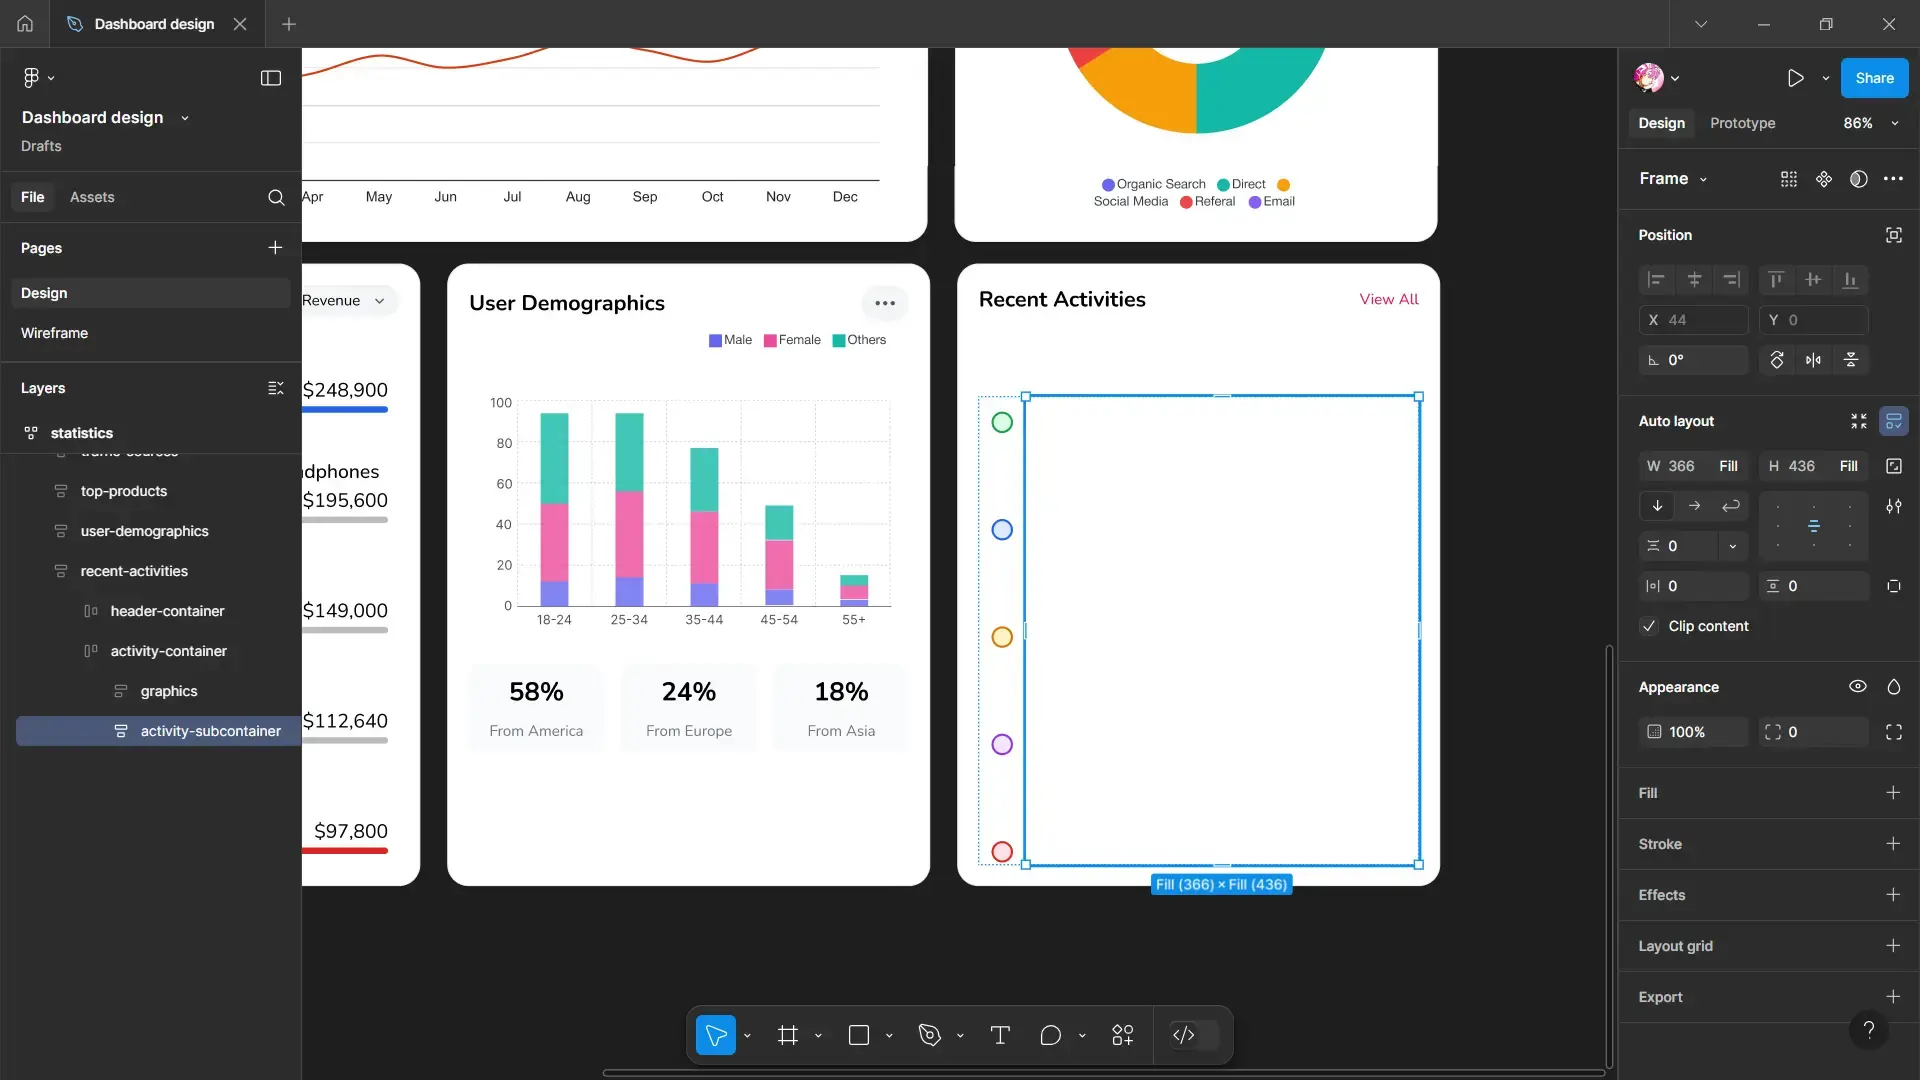 Dashboard design
Dashboard design
Drafts
File
Assets
Pages
Design
Wireframe
Layers
statistics
top-products
user-demographics
recent-activities
header-container
activity-container
graphics
activity-subcontainer
Apr May Jun Jul Aug Sep Oct Nov Dec
Organic Search Direct
Social Media Referal Email
Revenue
$248,900
dphones
$195,600
$149,000
$112,640
$97,800
User Demographics
Male Female Others
100
80
60
40
20
0
18-24 25-34 35-44 45-54 55+
58%
From America
24%
From Europe
18%
From Asia
Recent Activities
View All
Fill (366) × Fill (436)
Share
Design
Prototype
86%
Frame
Position
X 44
Y 0
0°
Auto layout
W 366 Fill
H 436 Fill
0
0
0
Clip content
Appearance
100%
0
Fill
Stroke
Effects
Layout grid
Export
?